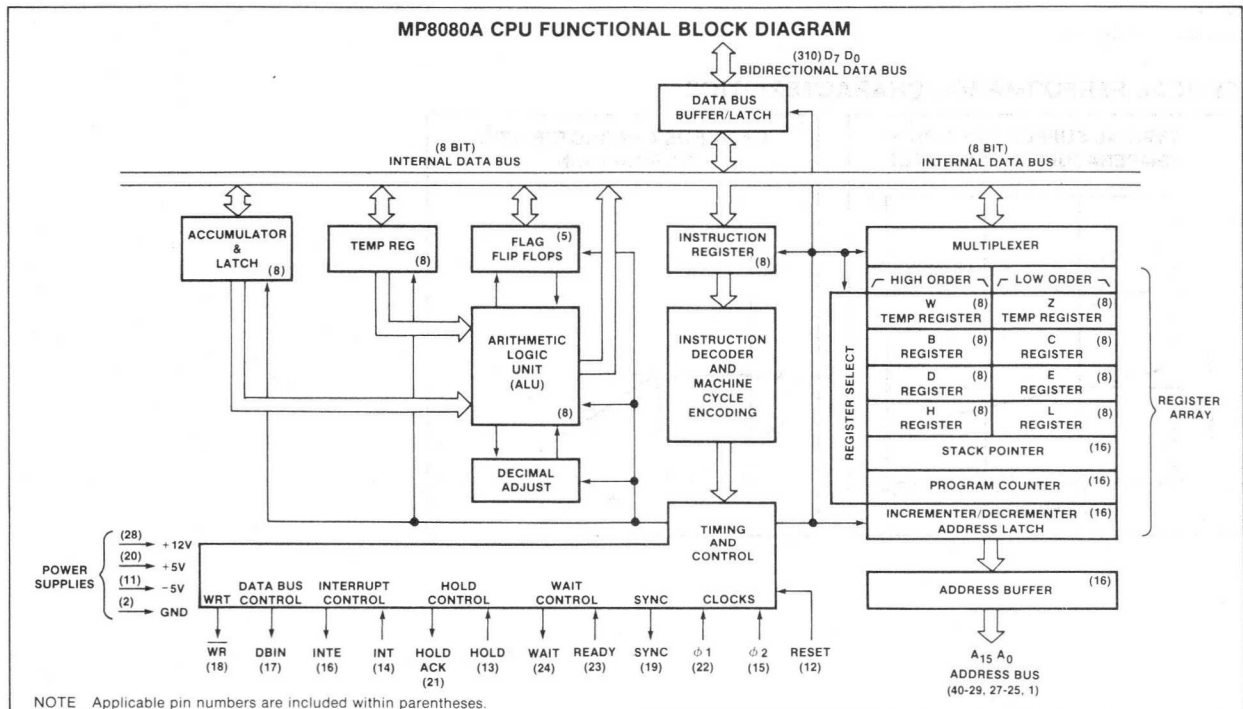 MP8080A CPU FUNCTIONAL BLOCK DIAGRAM
(310) D7 D0
BIDIRECTIONAL DATA BUS
DATA BUS
BUFFER/LATCH
(8 BIT)
INTERNAL DATA BUS
(8 BIT)
INTERNAL DATA BUS
ACCUMULATOR
&
LATCH
(8)
TEMP REG
(8)
(5)
FLAG
FLIP FLOPS
INSTRUCTION
REGISTER
(8)
MULTIPLEXER
HIGH ORDER
LOW ORDER
W (8)
TEMP REGISTER
Z (8)
TEMP REGISTER
B (8)
REGISTER
C (8)
REGISTER
D (8)
REGISTER
E (8)
REGISTER
H (8)
REGISTER
L (8)
REGISTER
STACK POINTER (16)
PROGRAM COUNTER (16)
INCREMENTER/DECREMENTER (16)
ADDRESS LATCH
REGISTER SELECT
REGISTER
ARRAY
ARITHMETIC
LOGIC
UNIT
(ALU)
(8)
INSTRUCTION
DECODER
AND
MACHINE
CYCLE
ENCODING
DECIMAL
ADJUST
TIMING
AND
CONTROL
ADDRESS BUFFER (16)
A15 A0
ADDRESS BUS
(40-29, 27-25, 1)
POWER
SUPPLIES
(28) +12V
(20) +5V
(11) −5V
(2) GND
WRT
DATA BUS
CONTROL
INTERRUPT
CONTROL
HOLD
CONTROL
WAIT
CONTROL
SYNC
CLOCKS
WR
(18)
DBIN
(17)
INTE
(16)
INT
(14)
HOLD
ACK
(21)
HOLD
(13)
WAIT
(24)
READY
(23)
SYNC
(19)
ϕ 1
(22)
ϕ 2
(15)
RESET
(12)
NOTE Applicable pin numbers are included within parentheses.